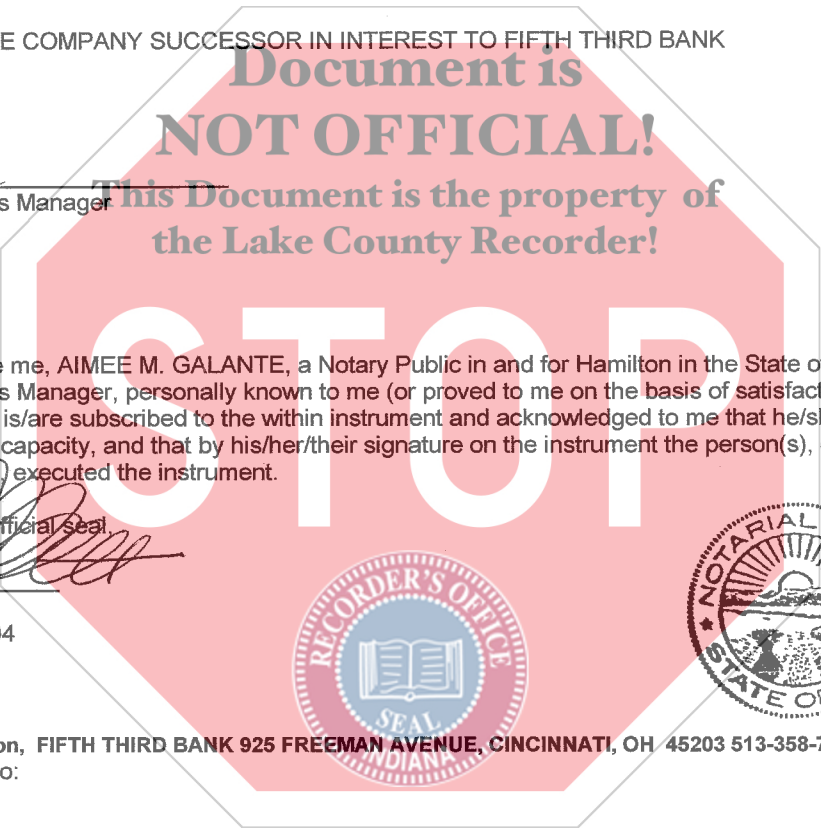 E COMPANY SUCCESSOR IN INTEREST TO FIFTH THIRD BANK
Document is
NOT OFFICIAL!
This Document is the property of
s Manager
the Lake County Recorder!
STOP
e me, AIMEE M. GALANTE, a Notary Public in and for Hamilton in the State o
s Manager, personally known to me (or proved to me on the basis of satisfact
is/are subscribed to the within instrument and acknowledged to me that he/s
capacity, and that by his/her/their signature on the instrument the person(s),
executed the instrument.
fficial seal.
NOTARIAL
STATE OF
RECORDER'S OFFICE
SEAL
INDIANA
04
on, FIFTH THIRD BANK 925 FREEMAN AVENUE, CINCINNATI, OH 45203 513-358-7
o: